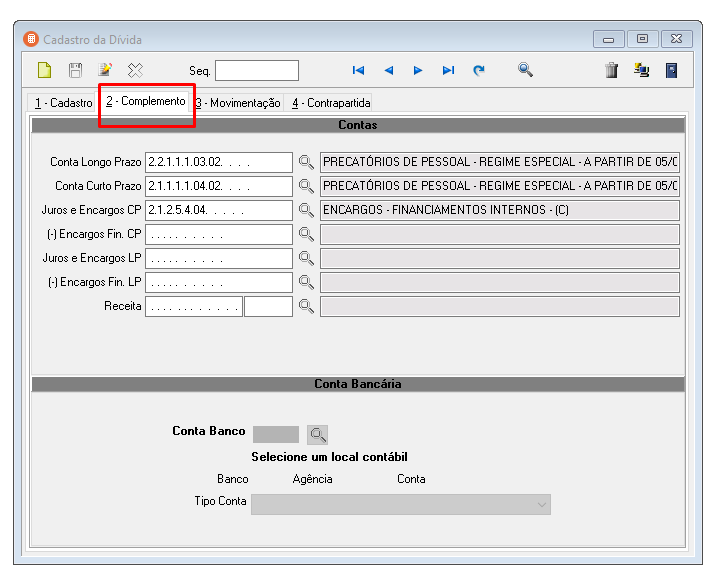 Cadastro da Dívida
Seq.
1 - Cadastro 2 - Complemento 3 - Movimentação 4 - Contrapartida
Contas
Conta Longo Prazo 2.2.1.1.1.03.02. . . . PRECATÓRIOS DE PESSOAL - REGIME ESPECIAL - A PARTIR DE 05/
Conta Curto Prazo 2.1.1.1.1.04.02. . . . PRECATÓRIOS DE PESSOAL - REGIME ESPECIAL - A PARTIR DE 05/
Juros e Encargos CP 2.1.2.5.4.04. . . . . ENCARGOS - FINANCIAMENTOS INTERNOS - (C)
(-) Encargos Fin. CP . . . . . . . . . .
Juros e Encargos LP . . . . . . . . . .
(-) Encargos Fin. LP . . . . . . . . . .
Receita . . . . . . . . . . . .
Conta Bancária
Conta Banco
Selecione um local contábil
Banco Agência Conta
Tipo Conta